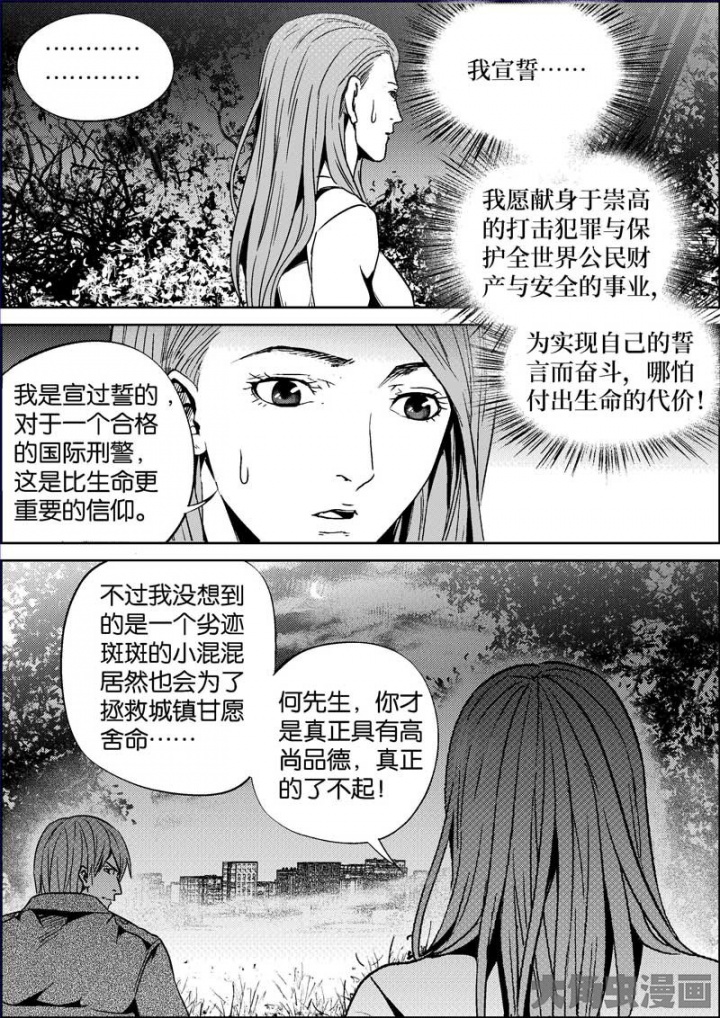 …………
…………
我宣誓……
我愿献身于崇高
的打击犯罪与保
护全世界公民财
产与安全的事业,
为实现自己的誓
言而奋斗, 哪怕
付出生命的代价!
我是宣过誓的,
对于一个合格
的国际刑警,
这是比生命更
重要的信仰。
不过我没想到
的是一个劣迹
斑斑的小混混
居然也会为了
拯救城镇甘愿
舍命……
何先生, 你才
是真正具有高
尚品德, 真正
的了不起!
大角虫漫画